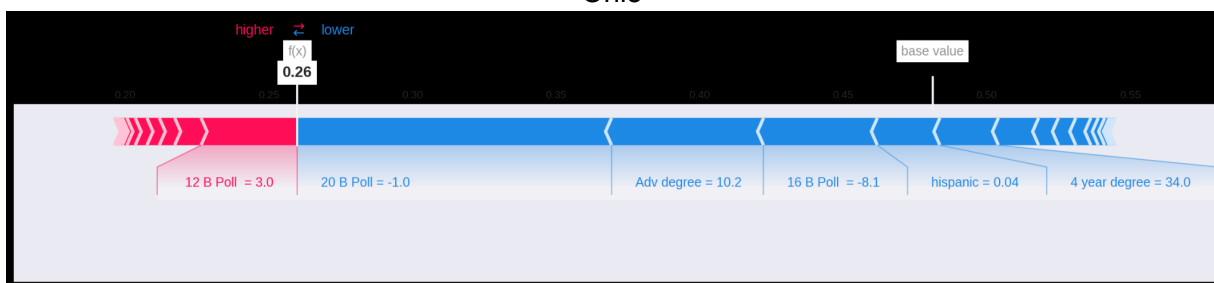 higher ⇄ lower
f(x)
base value
0.26
0.20 0.25 0.30 0.35 0.40 0.45 0.50 0.55
12 B Poll = 3.0 20 B Poll = -1.0 Adv degree = 10.2 16 B Poll = -8.1 hispanic = 0.04 4 year degree = 34.0